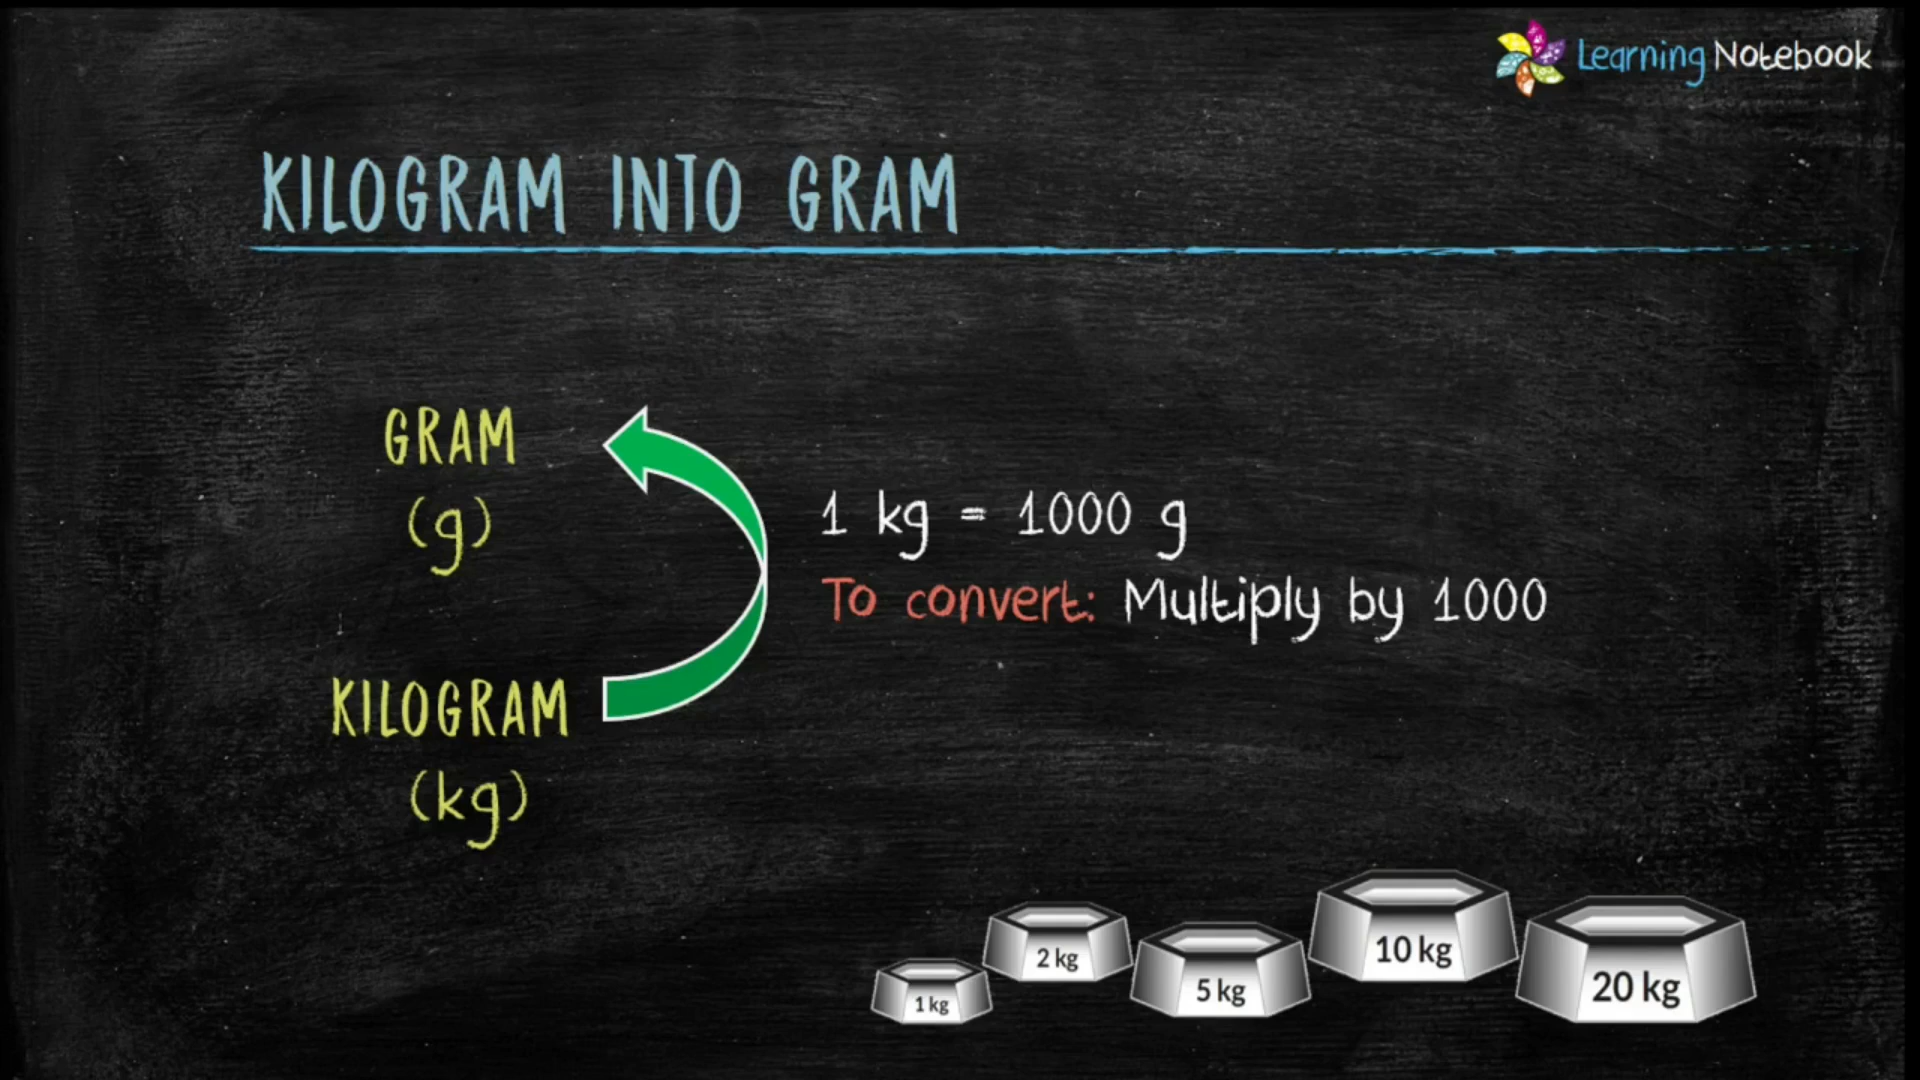 Learning Notebook
KILOGRAM INTO GRAM
GRAM
(g)
1 kg = 1000 g
To convert: Multiply by 1000
KILOGRAM
(kg)
1 kg
2 kg
5 kg
10 kg
20 kg